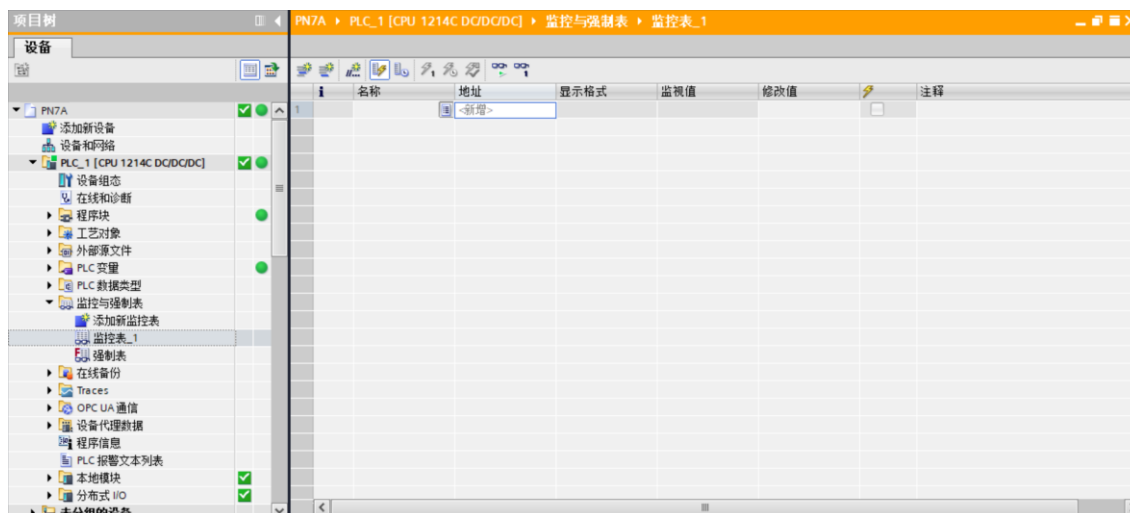 项目树
PN7A ▸ PLC_1 [CPU 1214C DC/DC/DC] ▸ 监控与强制表 ▸ 监控表_1
设备
i 名称 地址 显示格式 监视值 修改值 注释
1 <新增>
PN7A
添加新设备
设备和网络
PLC_1 [CPU 1214C DC/DC/DC]
设备组态
在线和诊断
程序块
工艺对象
外部源文件
PLC 变量
PLC 数据类型
监控与强制表
添加新监控表
监控表_1
强制表
在线备份
Traces
OPC UA 通信
设备代理数据
程序信息
PLC 报警文本列表
本地模块
分布式 I/O
未分组的设备